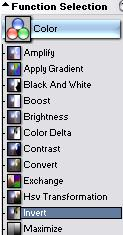 Function Selection
Color
Amplify
Apply Gradient
Black And White
Boost
Brightness
Color Delta
Contrast
Convert
Exchange
Hsv Transformation
Invert
Maximize